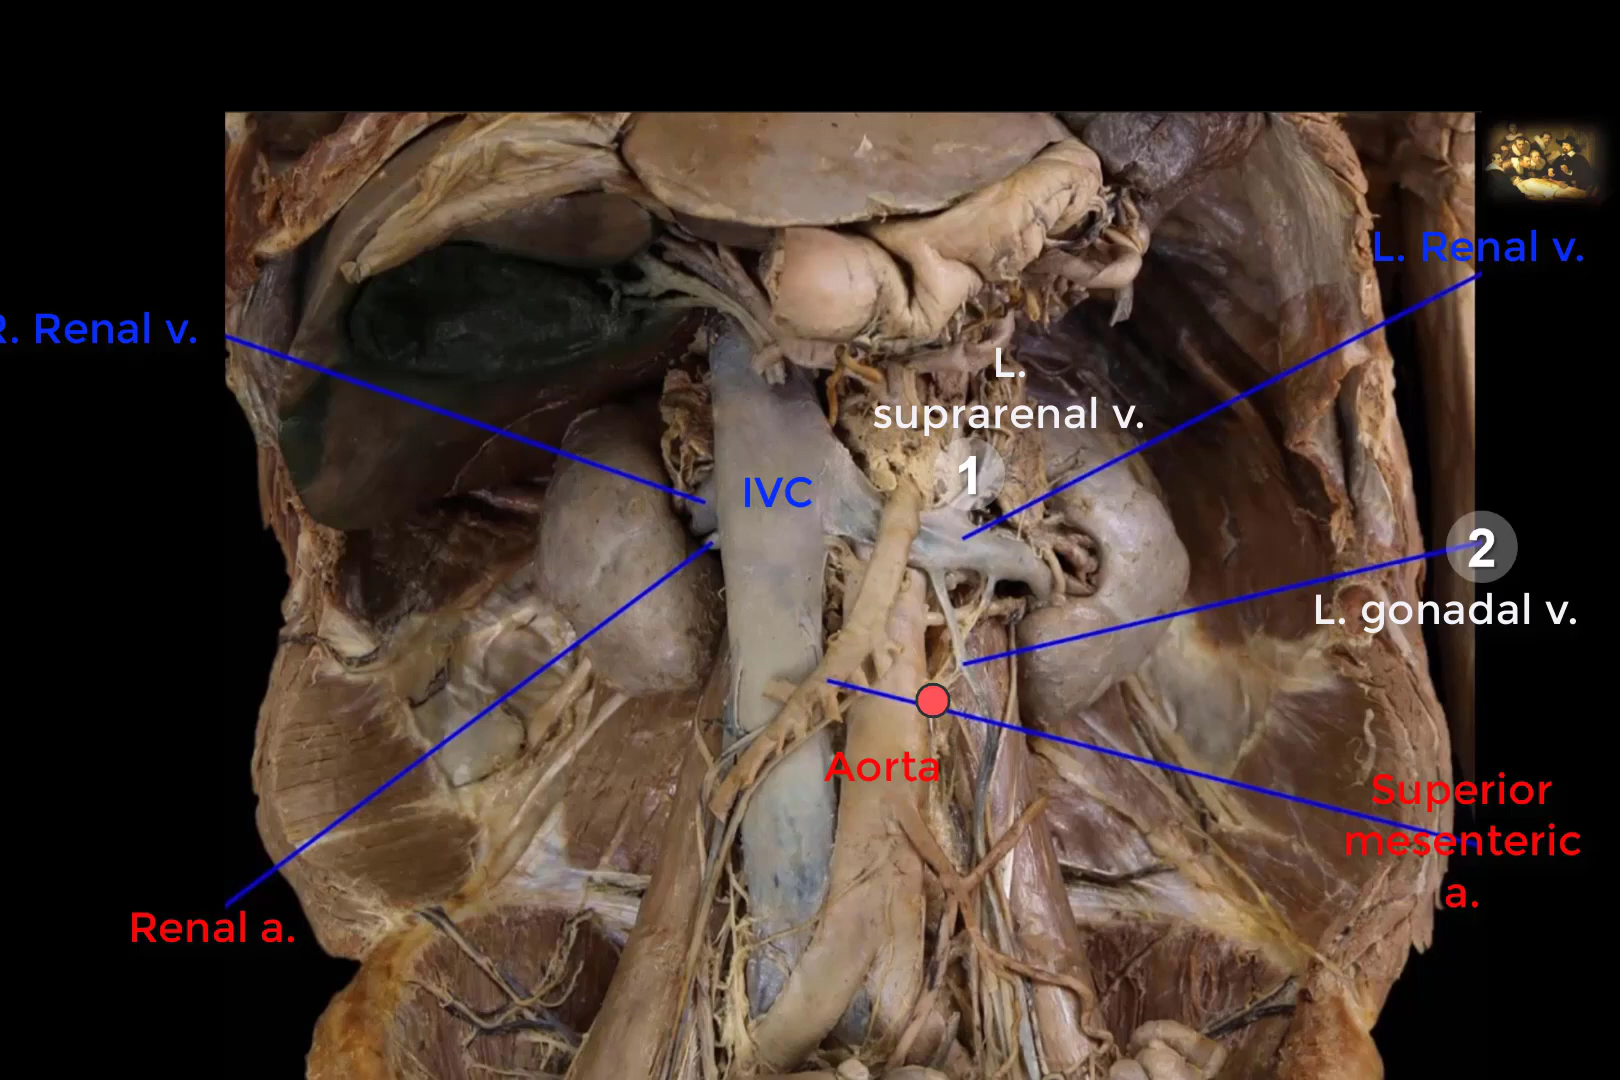 L. Renal v.
R. Renal v.
L.
suprarenal v.
1
IVC
2
L. gonadal v.
Aorta
Superior
mesenteric
a.
Renal a.